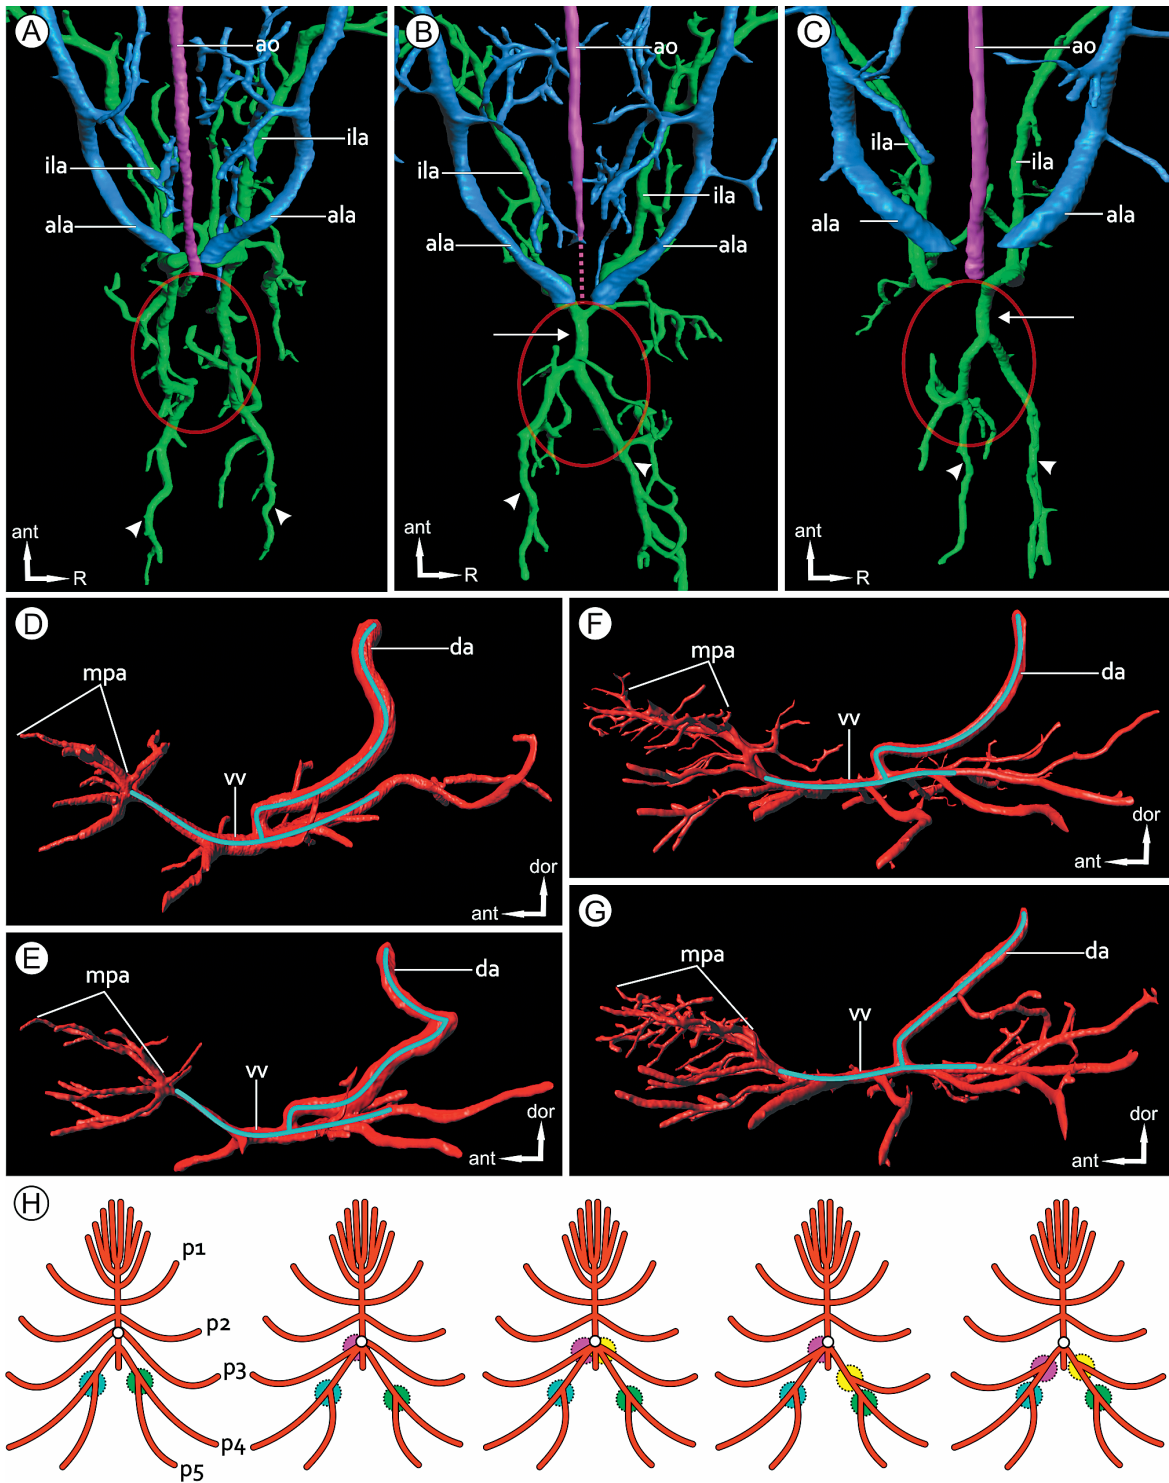 A
ao
ila
ila
ala
ala
ant
R
B
ao
ila
ila
ala
ala
ant
R
C
ao
ila
ila
ala
ala
ant
R
D
mpa
da
vv
dor
ant
E
mpa
da
vv
dor
ant
F
mpa
da
vv
dor
ant
G
mpa
da
vv
dor
ant
H
p1
p2
p3
p4
p5